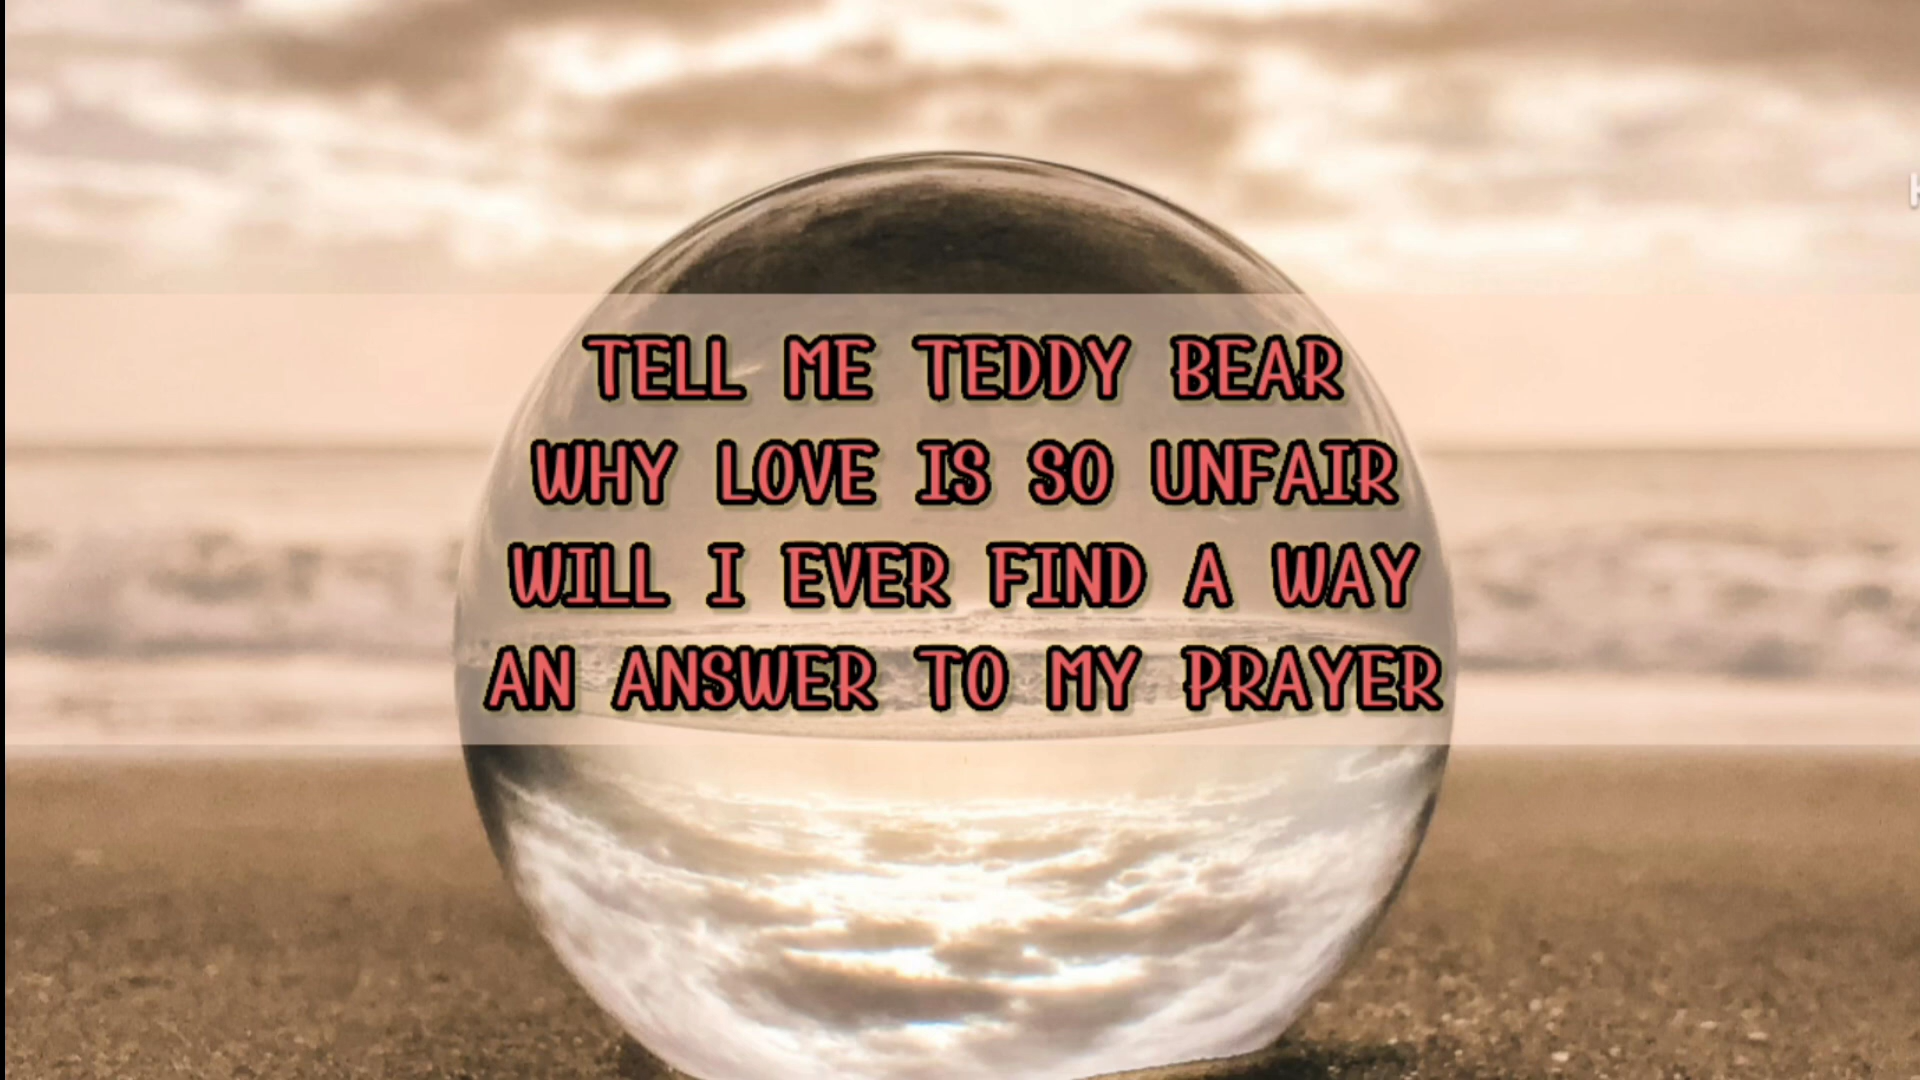 TELL ME TEDDY BEAR
WHY LOVE IS SO UNFAIR
WILL I EVER FIND A WAY
AN ANSWER TO MY PRAYER